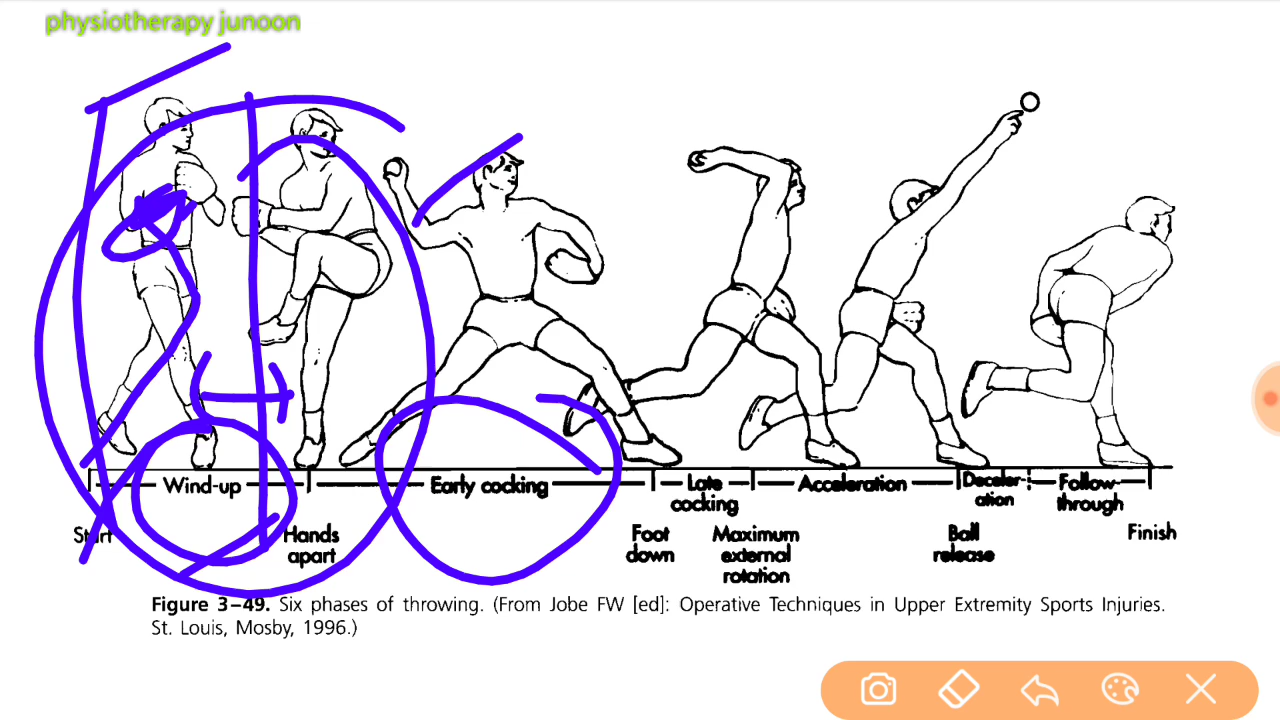 physiotherapy junoon
Wind-up
Early cocking
Late
cocking
Acceleration
Deceler-
ation
Follow-
through
Start
Hands
apart
Foot
down
Maximum
external
rotation
Ball
release
Finish
Figure 3–49. Six phases of throwing. (From Jobe FW [ed]: Operative Techniques in Upper Extremity Sports Injuries.
St. Louis, Mosby, 1996.)